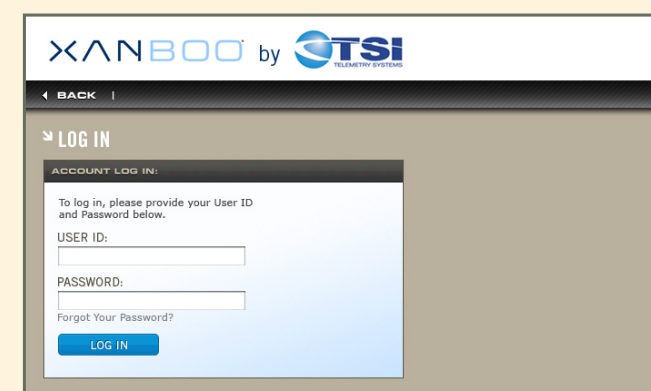 XANBOO by TSI
TELEMETRY SYSTEMS
BACK |
LOG IN
ACCOUNT LOG IN:
To log in, please provide your User ID
and Password below.
USER ID:
PASSWORD:
Forgot Your Password?
LOG IN